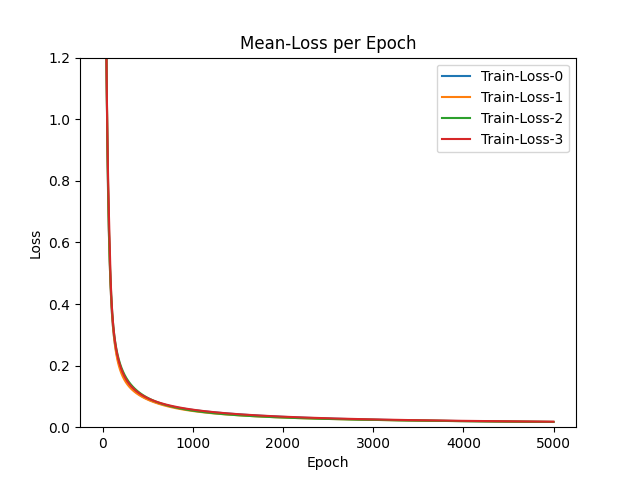 Mean-Loss per Epoch
Train-Loss-0
Train-Loss-1
Train-Loss-2
Train-Loss-3
1.2
1.0
0.8
0.6
0.4
0.2
0.0
Loss
0 1000 2000 3000 4000 5000
Epoch